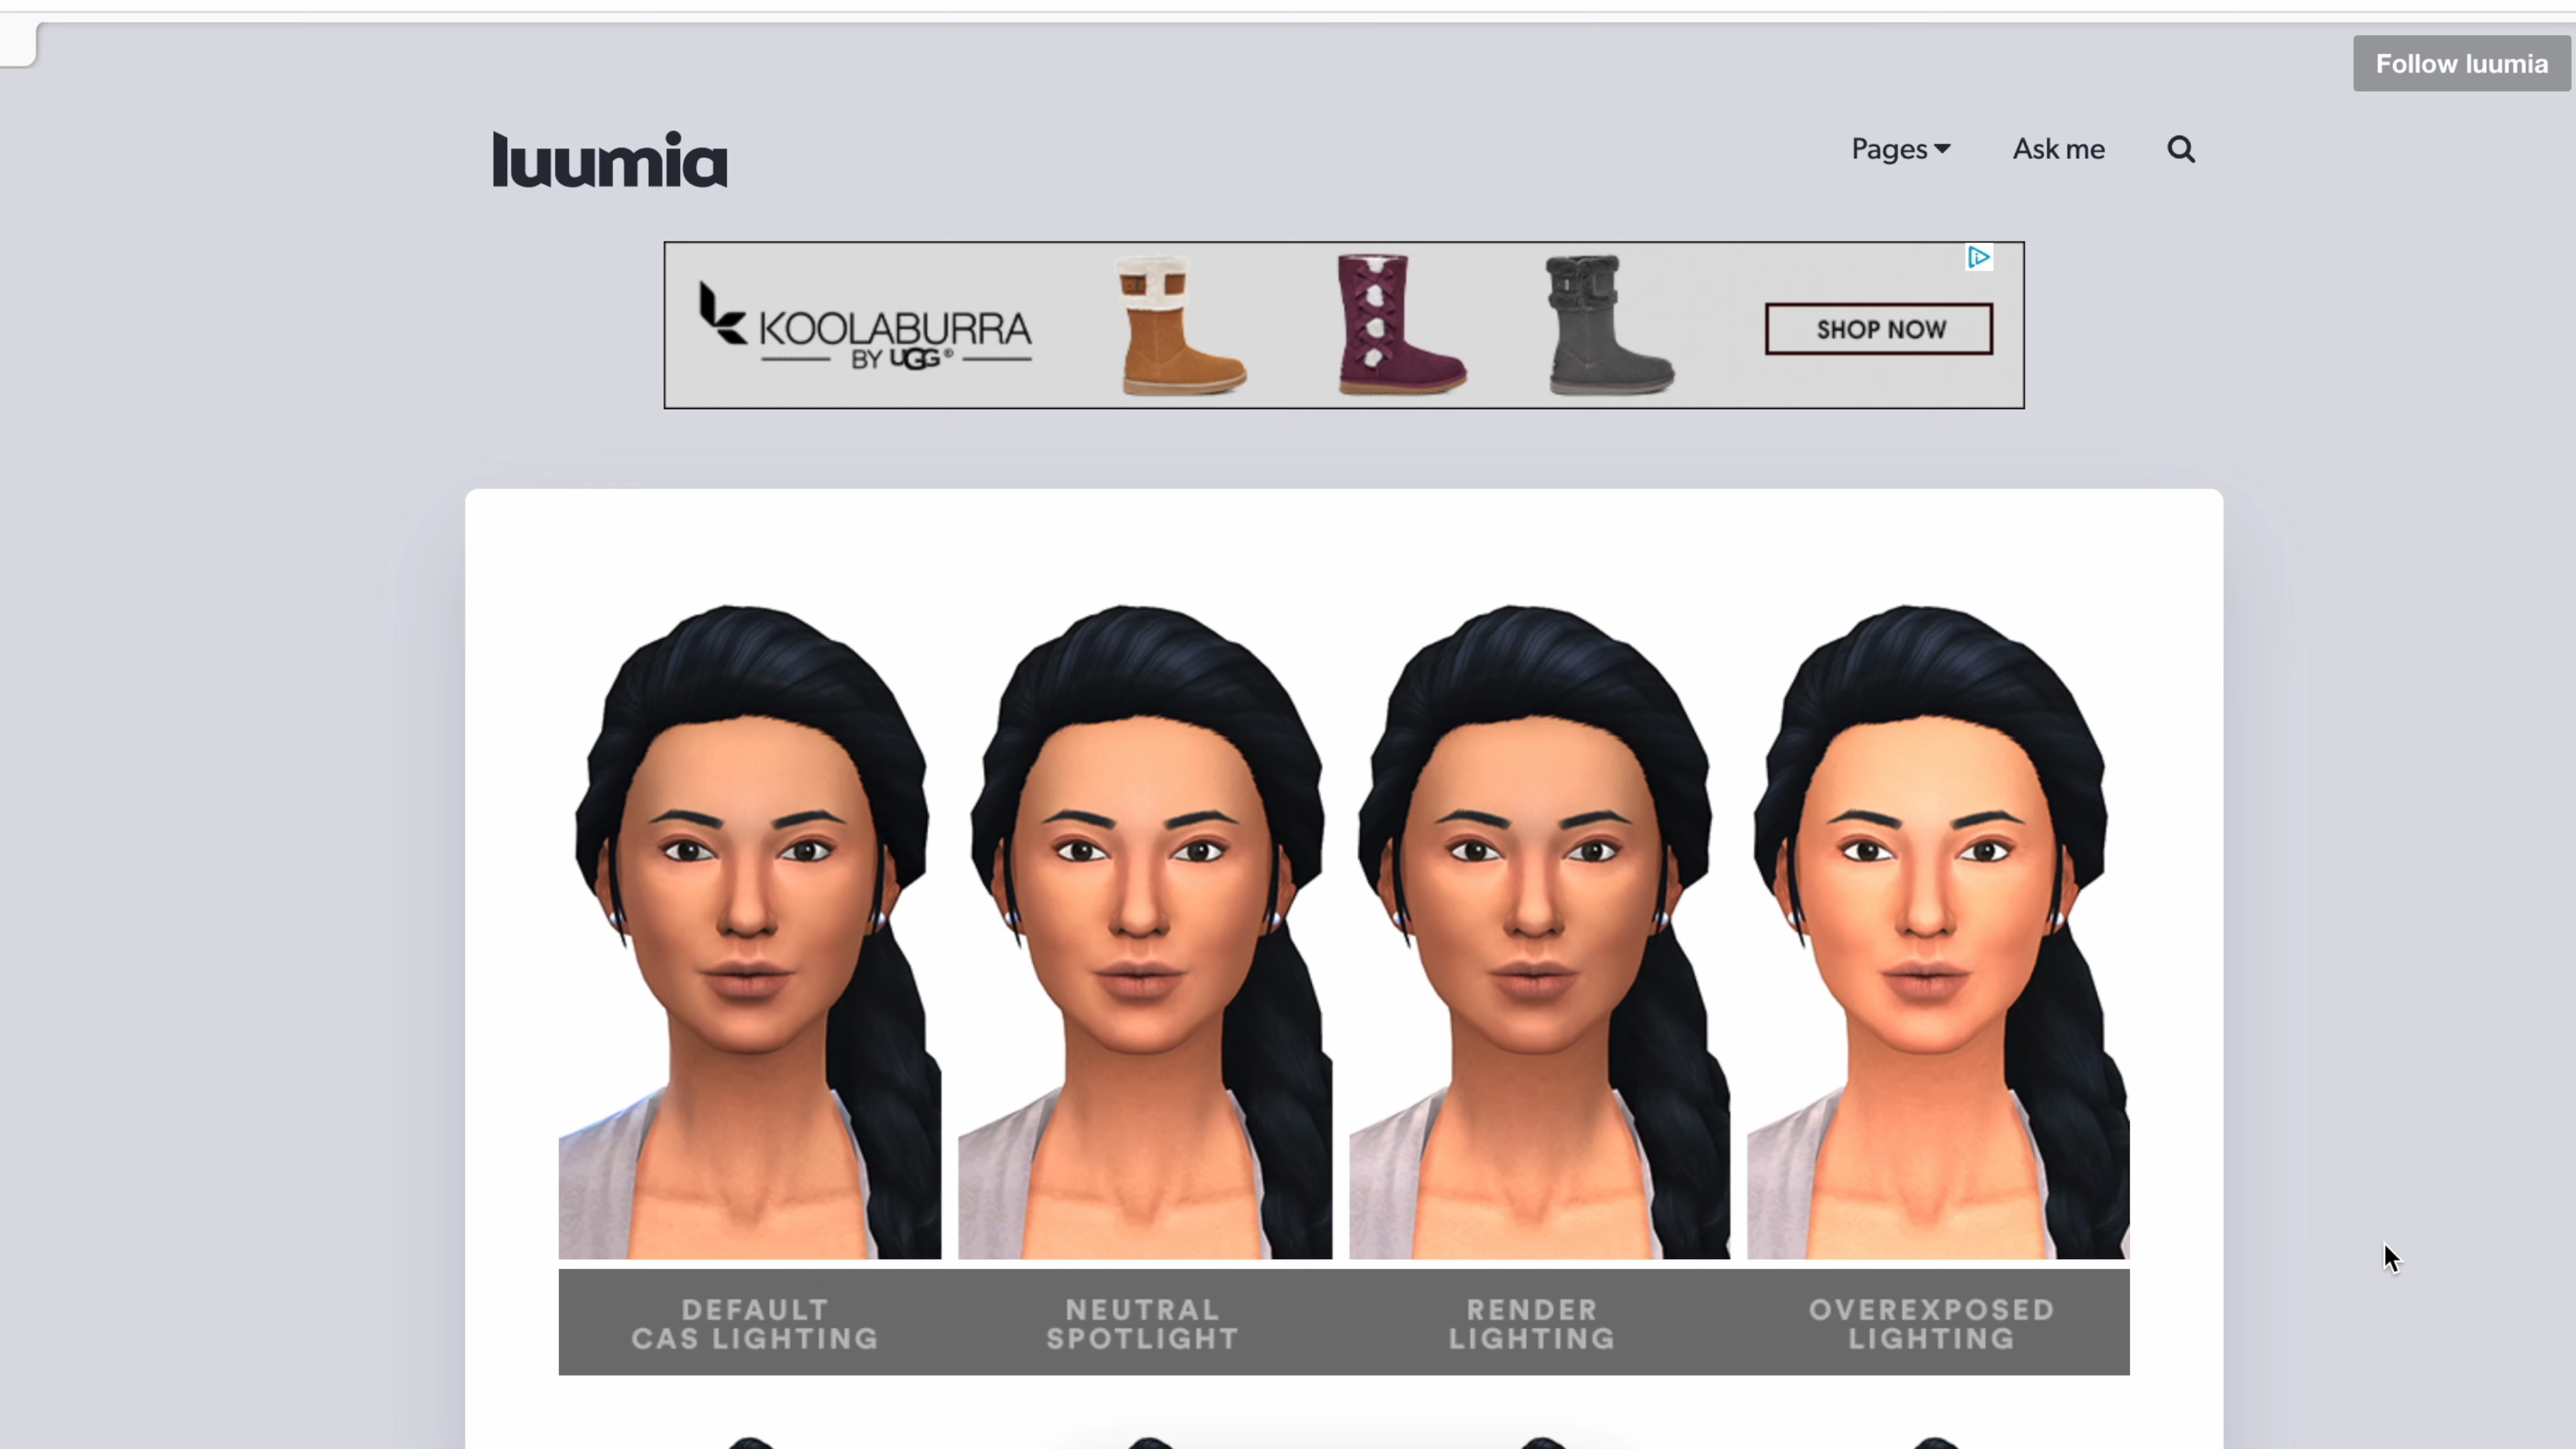 Follow luumia
luumia
Pages
Ask me
KOOLABURRA
BY UGG®
SHOP NOW
DEFAULT
CAS LIGHTING
NEUTRAL
SPOTLIGHT
RENDER
LIGHTING
OVEREXPOSED
LIGHTING